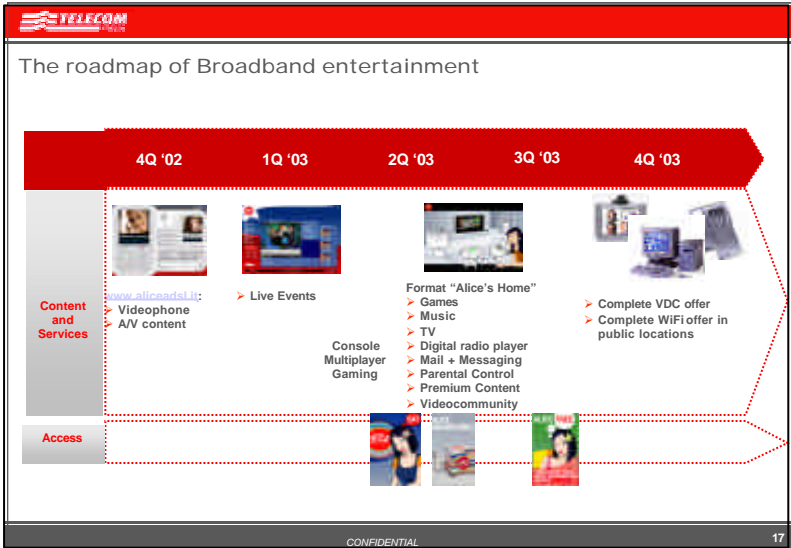 TELECOM
The roadmap of Broadband entertainment
4Q ‘02
1Q ‘03
2Q ‘03
3Q ‘03
4Q ‘03
Content
and
Services
www.aliceadsl.it:
Videophone
A/V content
Live Events
Console
Multiplayer
Gaming
Format “Alice’s Home”
Games
Music
TV
Digital radio player
Mail + Messaging
Parental Control
Premium Content
Videocommunity
Complete VDC offer
Complete WiFi offer in
public locations
Access
CONFIDENTIAL
17